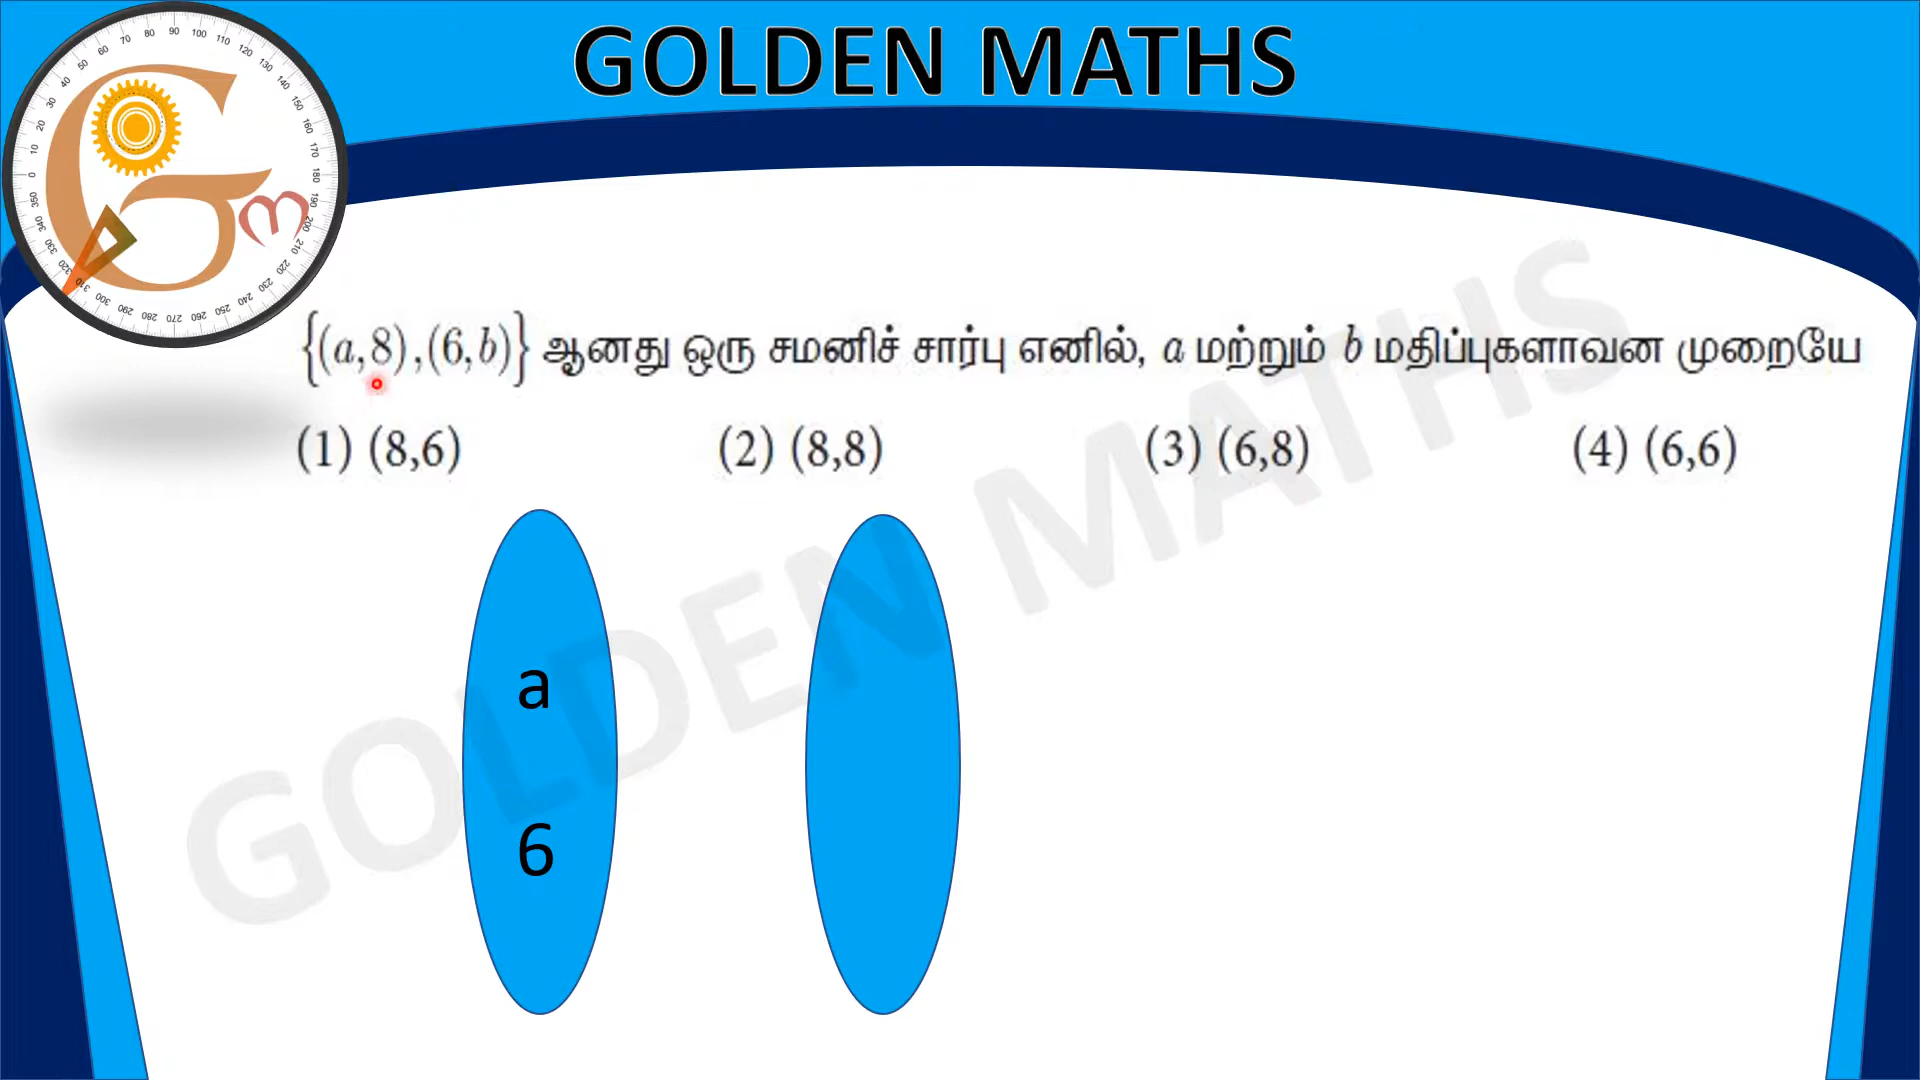 GOLDEN MATHS
{(a,8),(6,b)} ஆனது ஒரு சமனிச் சார்பு எனில், a மற்றும் b மதிப்புகளாவன முறையே
(1) (8,6) (2) (8,8) (3) (6,8) (4) (6,6)
a
6
GOLDEN MATHS